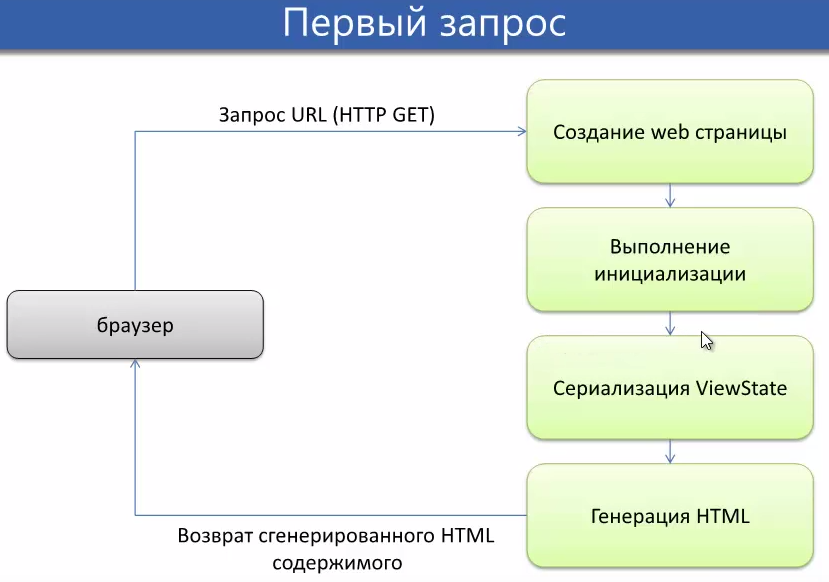 Первый запрос
Запрос URL (HTTP GET)
Создание web страницы
Выполнение
инициализации
браузер
Сериализация ViewState
Генерация HTML
Возврат сгенерированного HTML
содержимого